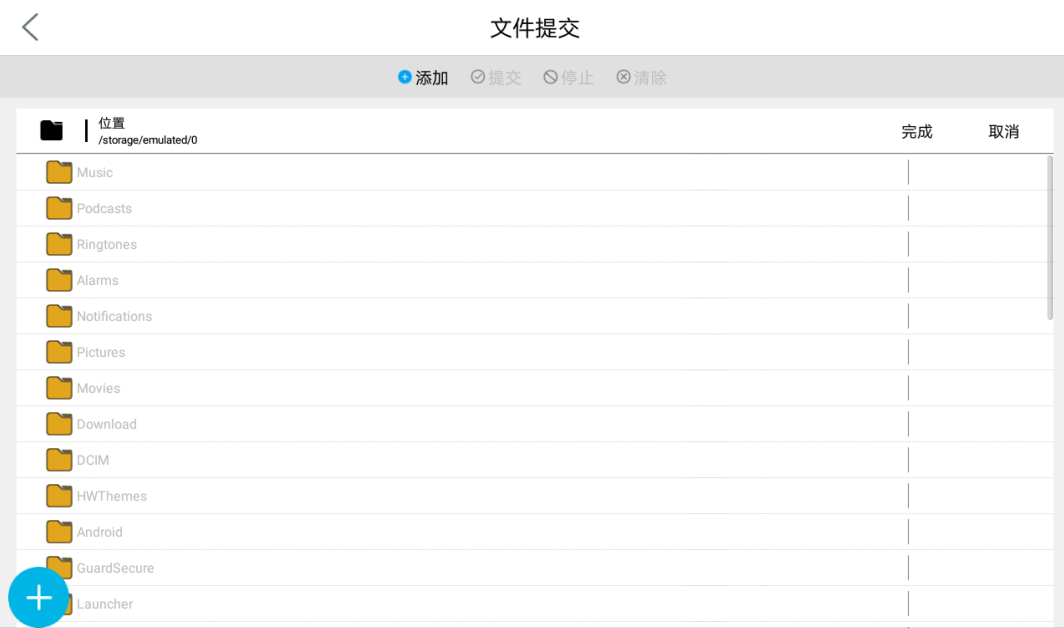 文件提交
添加 提交 停止 清除
位置
/storage/emulated/0
完成 取消
Music
Podcasts
Ringtones
Alarms
Notifications
Pictures
Movies
Download
DCIM
HWThemes
Android
GuardSecure
Launcher